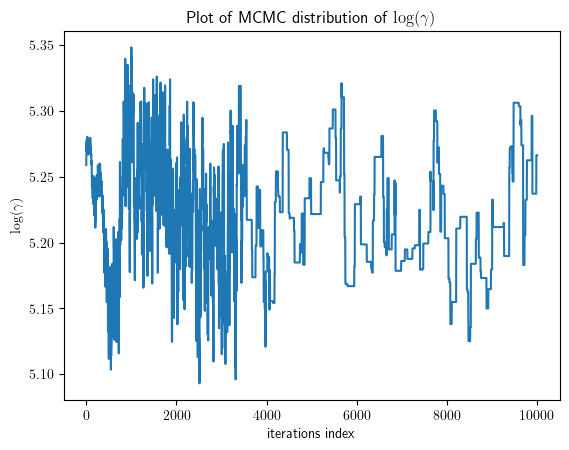 Plot of MCMC distribution of log(γ)
log(γ)
5.35
5.30
5.25
5.20
5.15
5.10
0 2000 4000 6000 8000 10000
iterations index